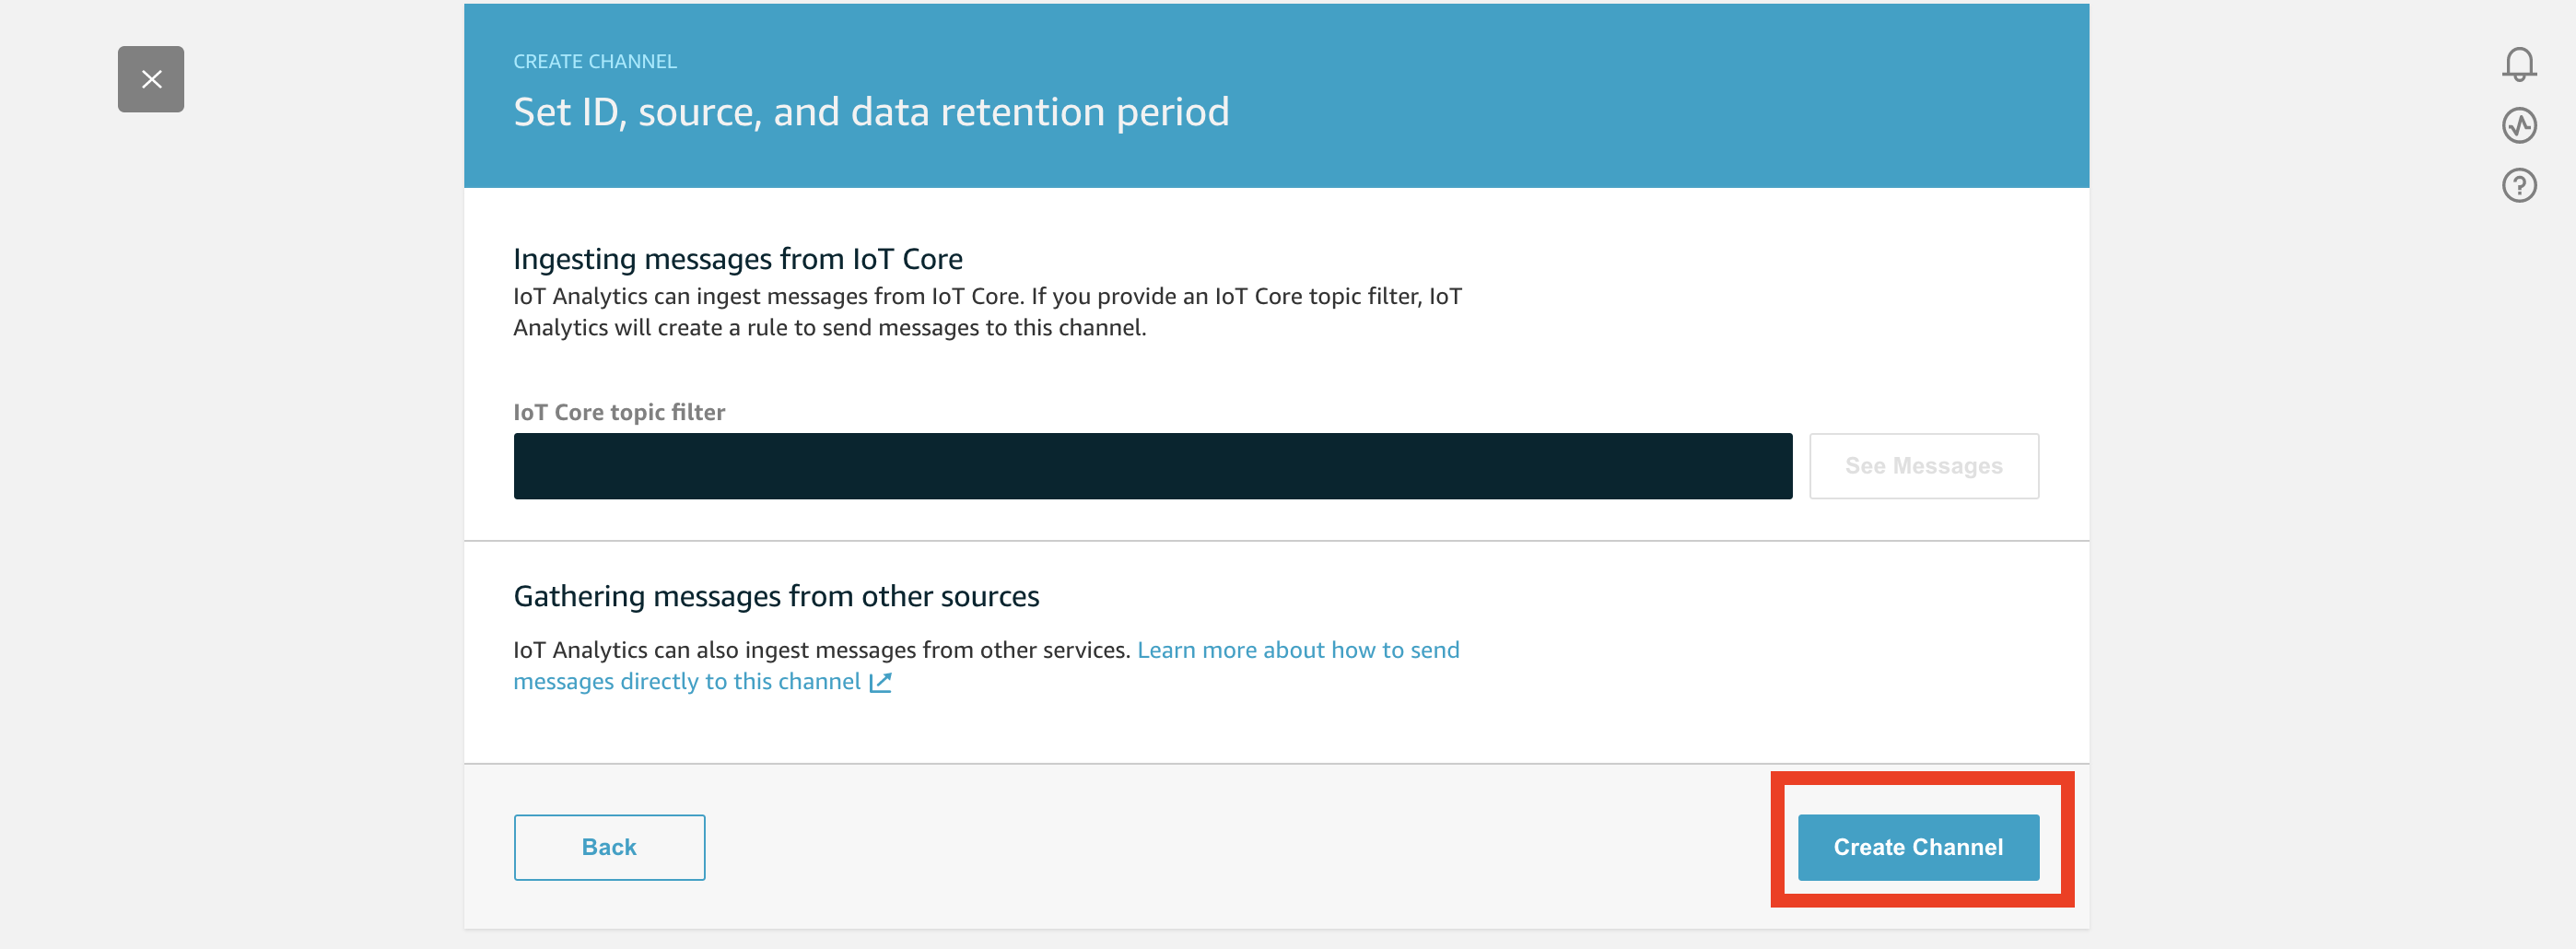 CREATE CHANNEL
Set ID, source, and data retention period
Ingesting messages from IoT Core
IoT Analytics can ingest messages from IoT Core. If you provide an IoT Core topic filter, IoT
Analytics will create a rule to send messages to this channel.
IoT Core topic filter
See Messages
Gathering messages from other sources
IoT Analytics can also ingest messages from other services. Learn more about how to send
messages directly to this channel
Back
Create Channel